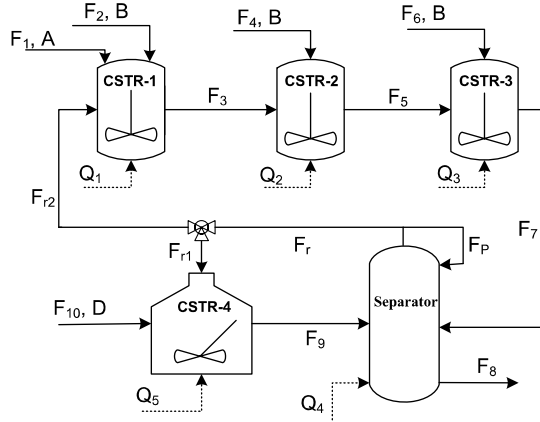 F₂, B
F₄, B
F₆, B
F₁, A
CSTR-1
CSTR-2
CSTR-3
F₃
F₅
Q₁
Q₂
Q₃
Fᵣ₂
Fᵣ₁
Fᵣ
F_P
F₇
F₁₀, D
CSTR-4
Separator
F₉
F₈
Q₅
Q₄